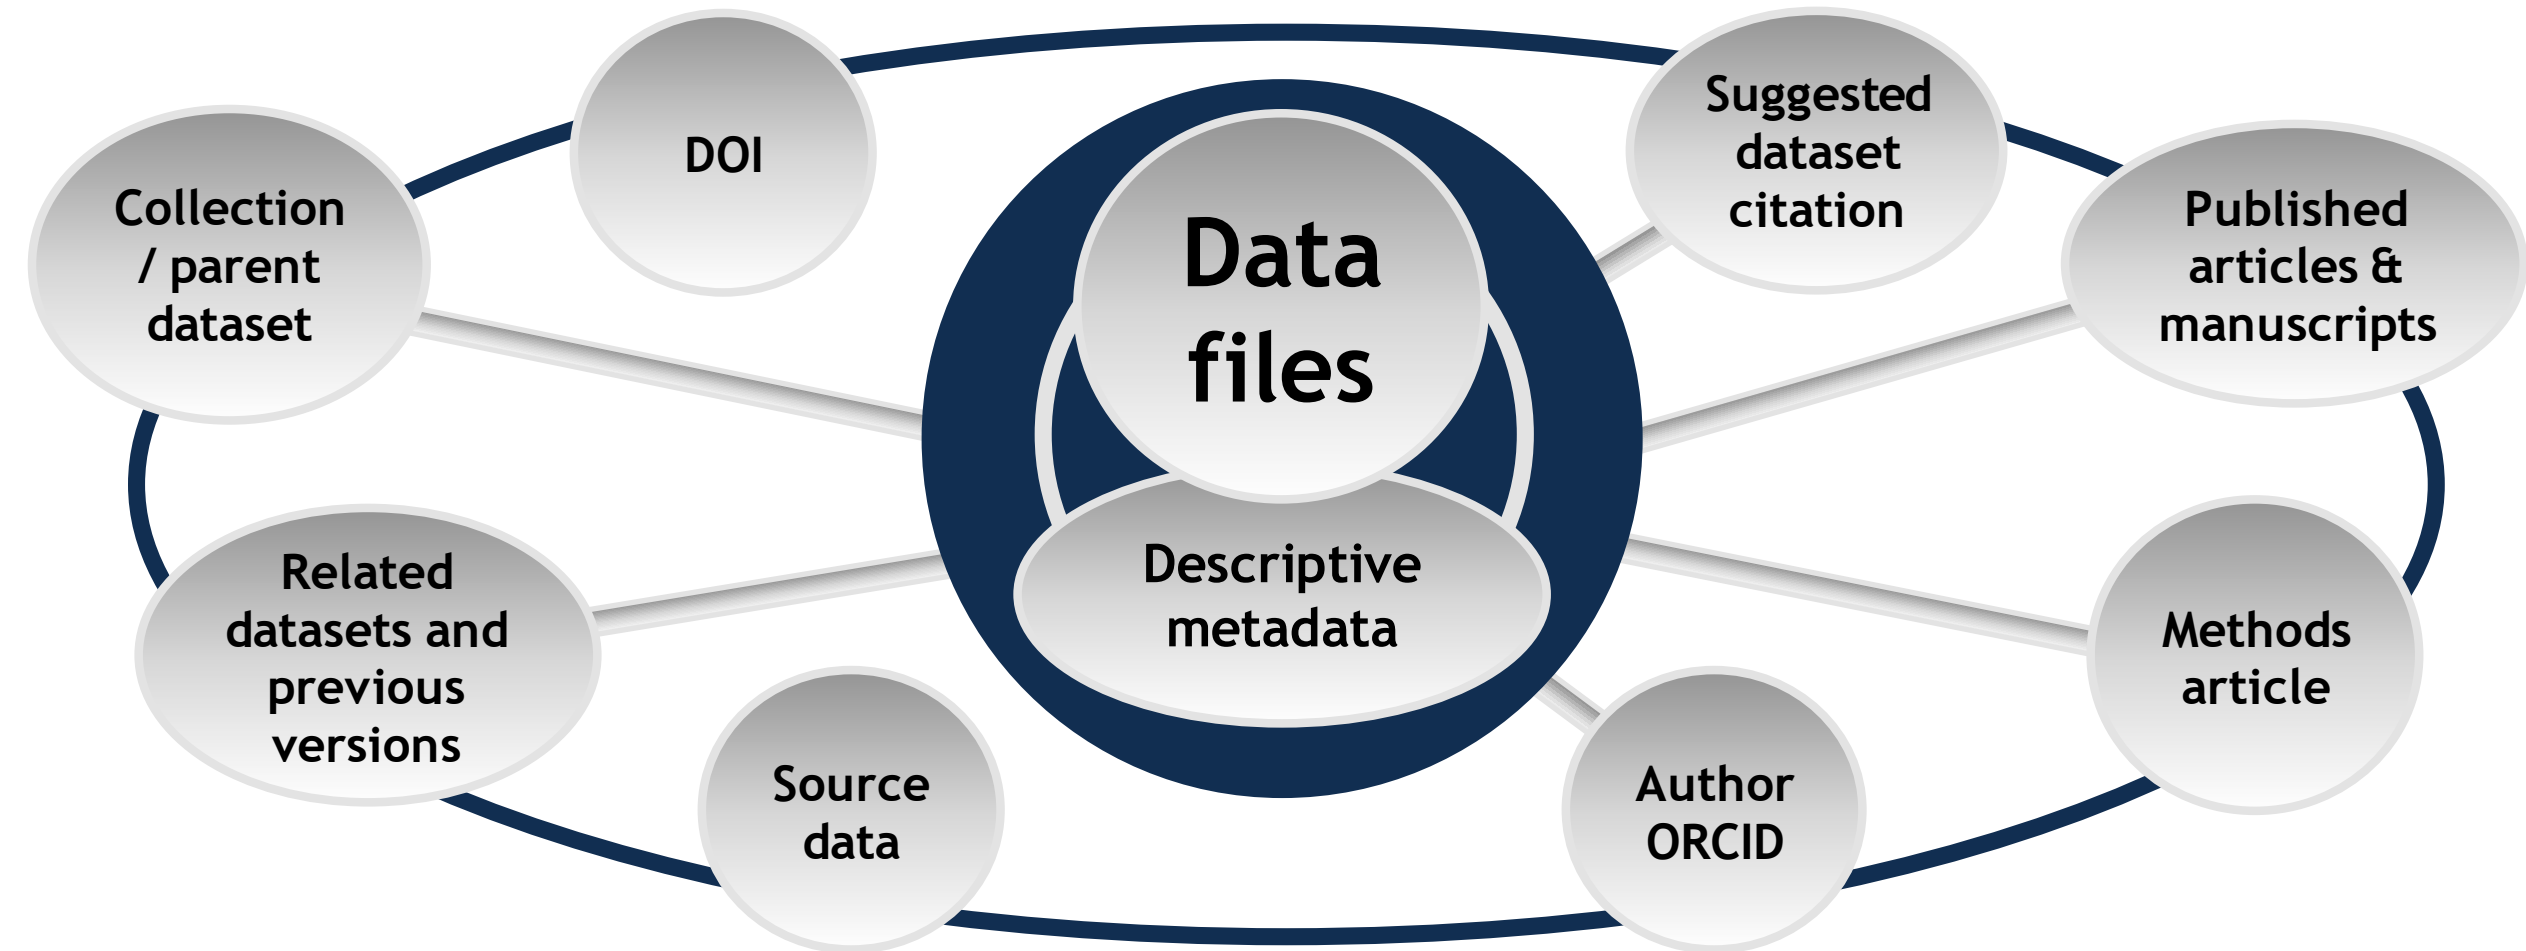 DOI
Suggested
dataset
citation
Collection
/ parent
dataset
Data
files
Published
articles &
manuscripts
Related
datasets and
previous
versions
Descriptive
metadata
Methods
article
Source
data
Author
ORCID